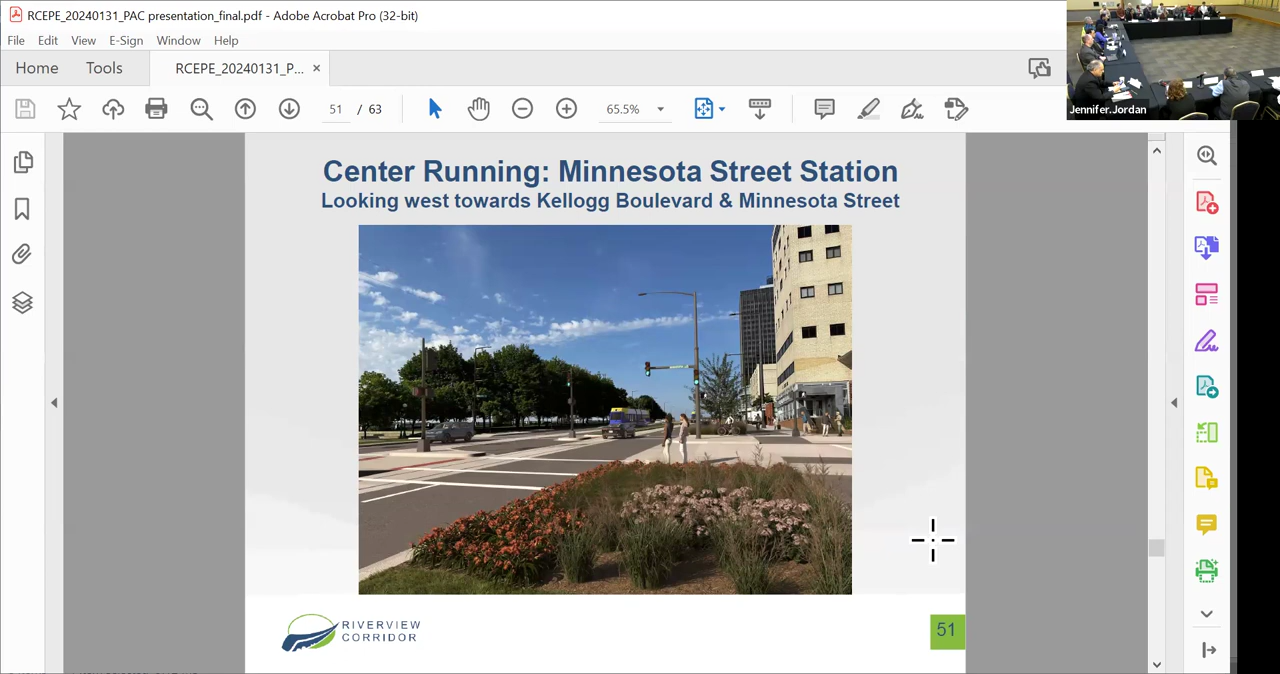 RCEPE_20240131_PAC presentation_final.pdf - Adobe Acrobat Pro (32-bit)
File Edit View E-Sign Window Help
Home Tools RCEPE_20240131_P... ×
51 / 63 65.5%
Jennifer.Jordan
Center Running: Minnesota Street Station
Looking west towards Kellogg Boulevard & Minnesota Street
RIVERVIEW
CORRIDOR
51